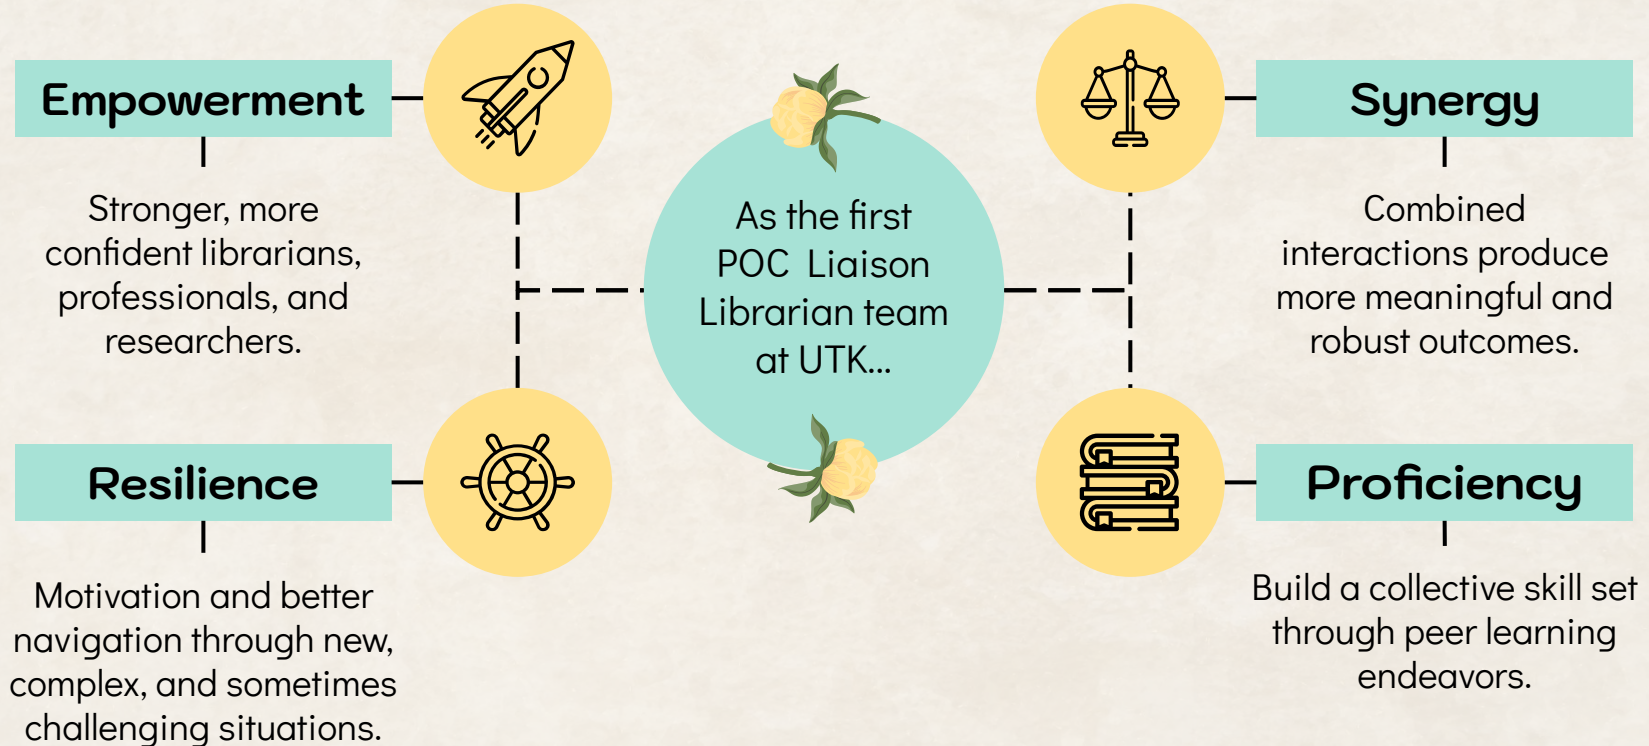 Empowerment
Stronger, more
confident librarians,
professionals, and
researchers.
Resilience
Motivation and better
navigation through new,
complex, and sometimes
challenging situations.
As the first
POC Liaison
Librarian team
at UTK...
Synergy
Combined
interactions produce
more meaningful and
robust outcomes.
Proficiency
Build a collective skill set
through peer learning
endeavors.